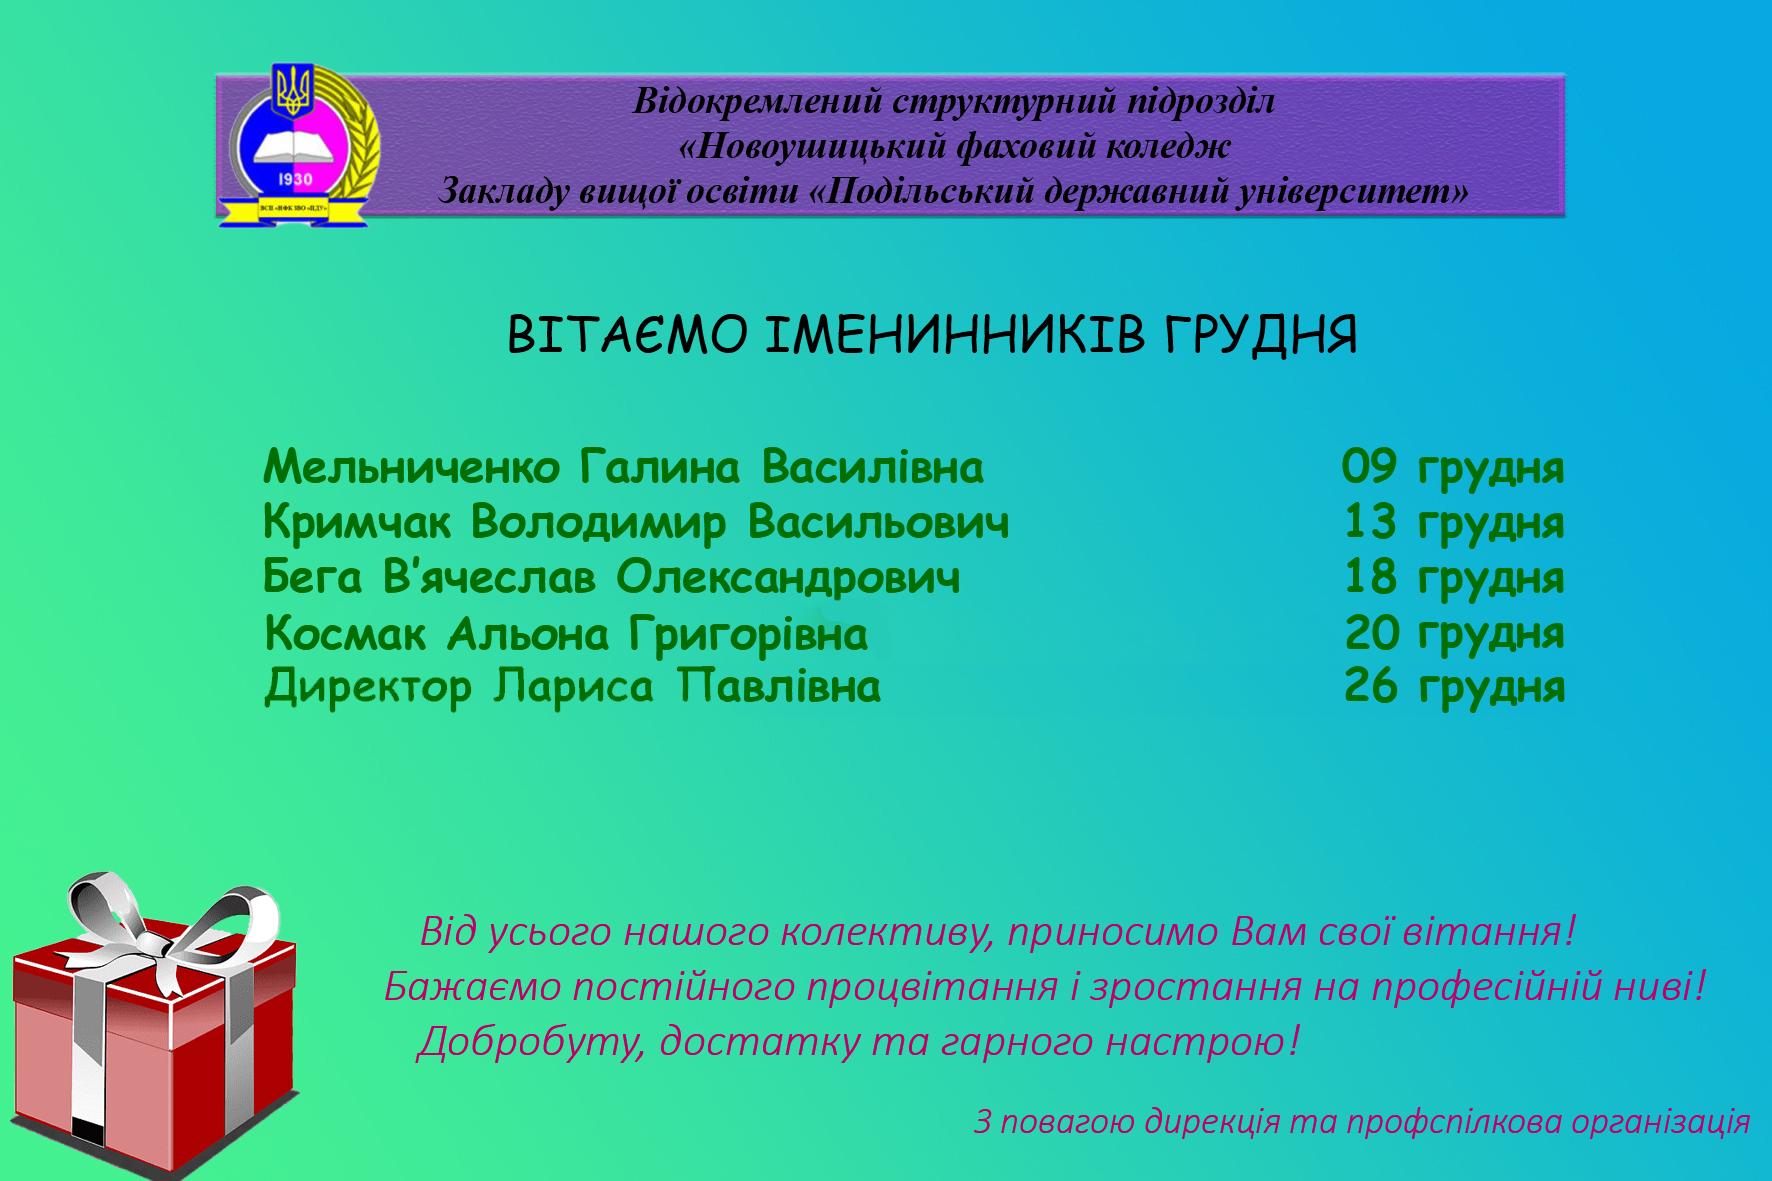 Відокремлений структурний підрозділ
«Новоушицький фаховий коледж
Закладу вищої освіти «Подільський державний університет»
1930
ВСП «НФК ЗВО «ПДУ»
ВІТАЄМО ІМЕНИННИКІВ ГРУДНЯ
Мельниченко Галина Василівна 09 грудня
Кримчак Володимир Васильович 13 грудня
Бега В'ячеслав Олександрович 18 грудня
Космак Альона Григорівна 20 грудня
Директор Лариса Павлівна 26 грудня
Від усього нашого колективу, приносимо Вам свої вітання!
Бажаємо постійного процвітання і зростання на професійній ниві!
Добробуту, достатку та гарного настрою!
З повагою дирекція та профспілкова організація